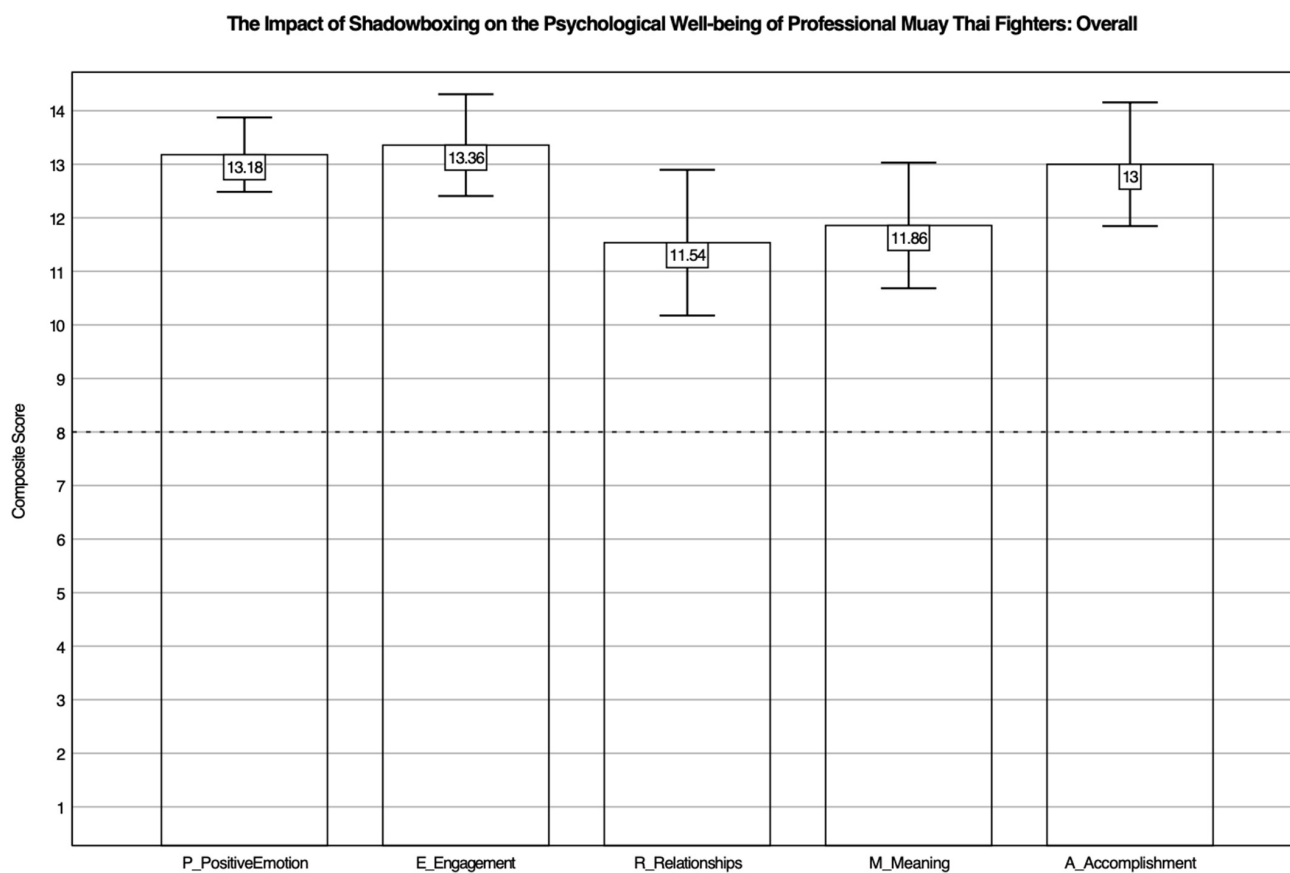 The Impact of Shadowboxing on the Psychological Well-being of Professional Muay Thai Fighters: Overall
Composite Score
14
13
12
11
10
9
8
7
6
5
4
3
2
1
13.18
13.36
11.54
11.86
13
P_PositiveEmotion
E_Engagement
R_Relationships
M_Meaning
A_Accomplishment